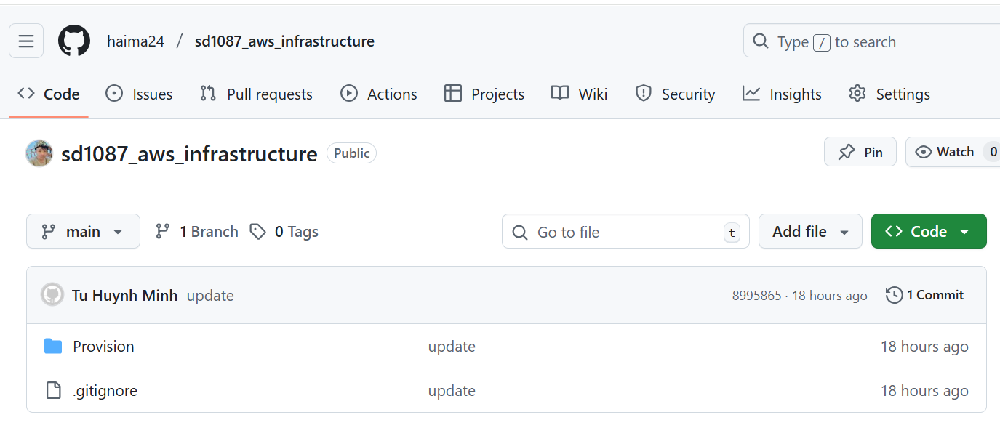 haima24 / sd1087_aws_infrastructure
Type / to search
Code Issues Pull requests Actions Projects Wiki Security Insights Settings
sd1087_aws_infrastructure Public
Pin Watch 0
main 1 Branch 0 Tags
Go to file t
Add file Code
Tu Huynh Minh update 8995865 · 18 hours ago 1 Commit
Provision update 18 hours ago
.gitignore update 18 hours ago